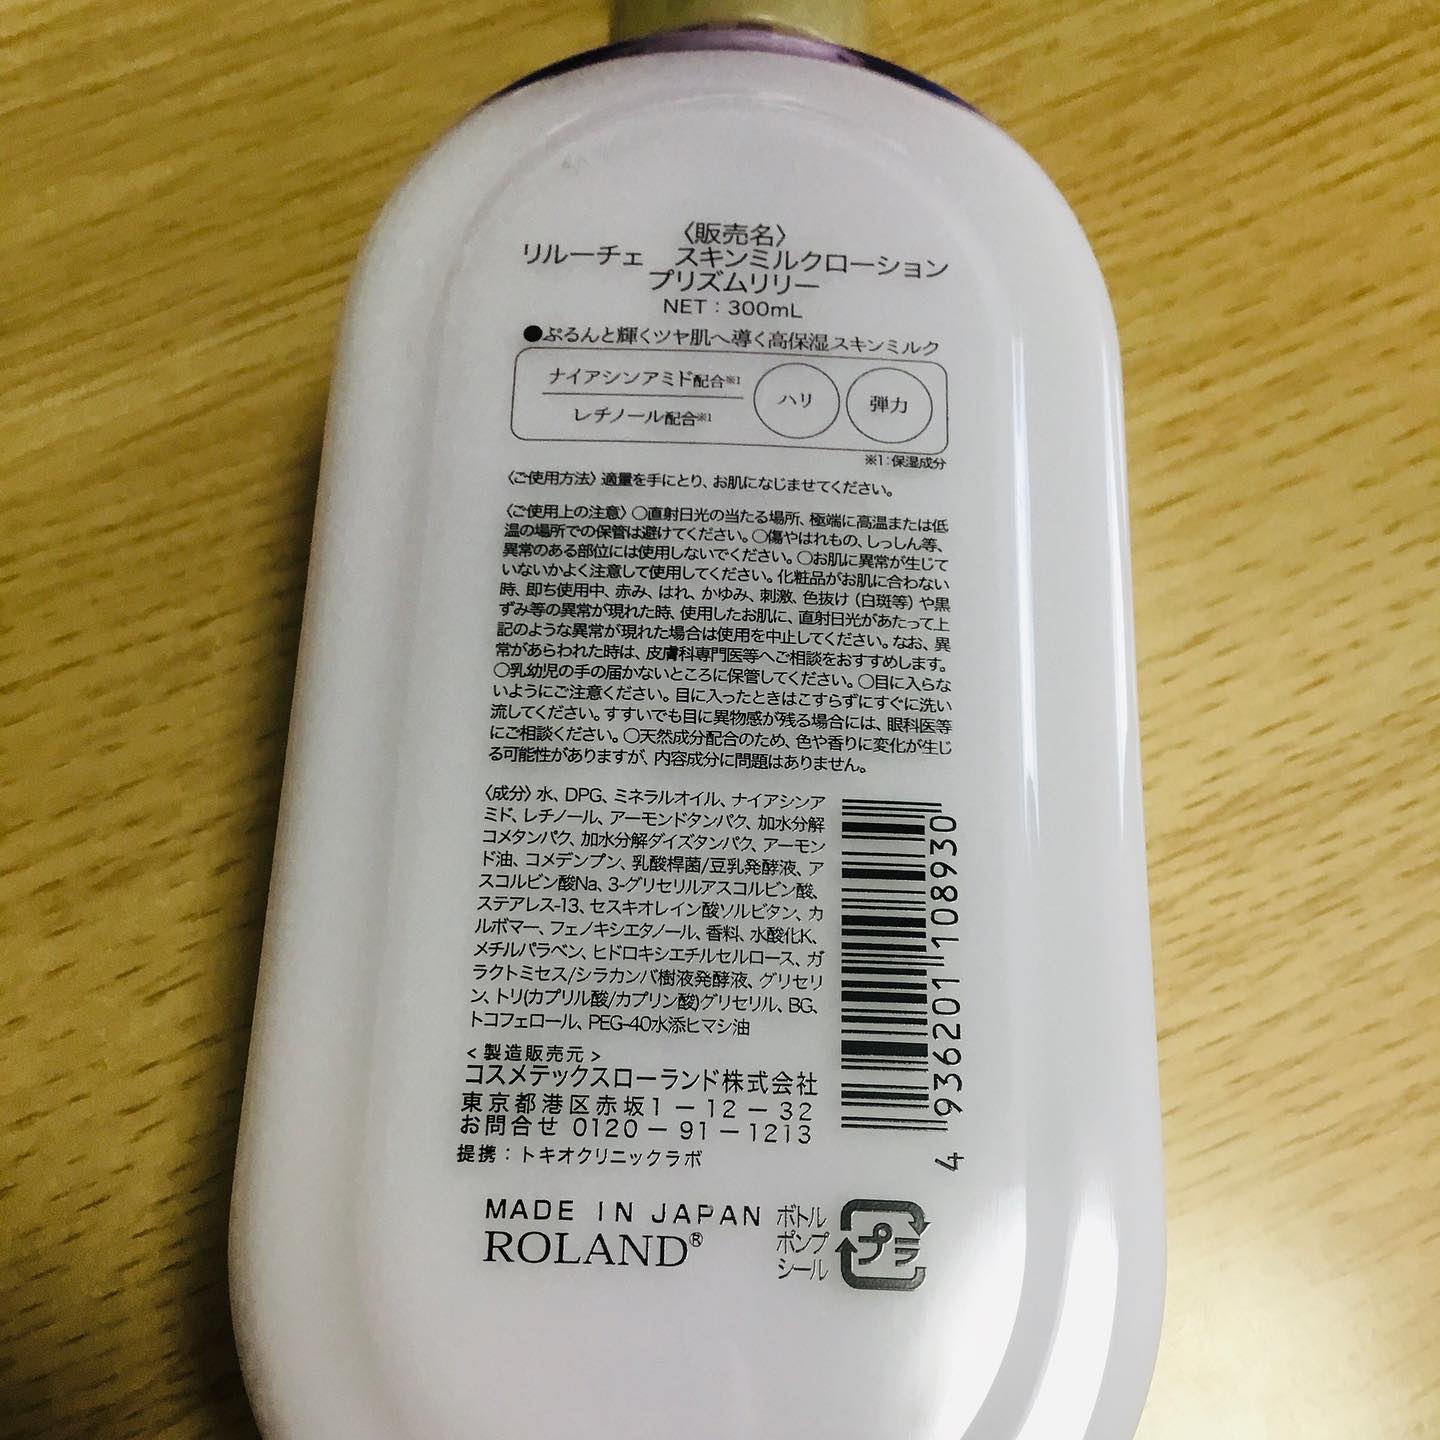 〈販売名〉
リルーチェ　スキンミルクローション
プリズムリリー
NET：300mL
●ぷるんと輝くツヤ肌へ導く高保湿スキンミルク
ナイアシンアミド配合※1
レチノール配合※1
ハリ
弾力
※1：保湿成分
〈ご使用方法〉適量を手にとり、お肌になじませてください。
〈ご使用上の注意〉○直射日光の当たる場所、極端に高温または低
温の場所での保管は避けてください。○傷やはれもの、しっしん等、
異常のある部位には使用しないでください。○お肌に異常が生じて
いないかよく注意して使用してください。化粧品がお肌に合わない
時、即ち使用中、赤み、はれ、かゆみ、刺激、色抜け（白斑等）や黒
ずみ等の異常が現れた時、使用したお肌に、直射日光があたって上
記のような異常が現れた場合は使用を中止してください。なお、異
常があらわれた時は、皮膚科専門医等へご相談をおすすめします。
○乳幼児の手の届かないところに保管してください。○目に入らな
いようにご注意ください。目に入ったときはこすらずにすぐに洗い
流してください。すすいでも目に異物感が残る場合には、眼科医等
にご相談ください。○天然成分配合のため、色や香りに変化が生じ
る可能性がありますが、内容成分に問題はありません。
〈成分〉水、DPG、ミネラルオイル、ナイアシンア
ミド、レチノール、アーモンドタンパク、加水分解
コメタンパク、加水分解ダイズタンパク、アーモン
ド油、コメデンプン、乳酸桿菌/豆乳発酵液、ア
スコルビン酸Na、3-グリセリルアスコルビン酸、
ステアレス-13、セスキオレイン酸ソルビタン、カ
ルボマー、フェノキシエタノール、香料、水酸化K、
メチルパラベン、ヒドロキシエチルセルロース、ガ
ラクトミセス/シラカンバ樹液発酵液、グリセリ
ン、トリ(カプリル酸/カプリン酸)グリセリル、BG、
トコフェロール、PEG-40水添ヒマシ油
<製造販売元>
コスメテックスローランド株式会社
東京都港区赤坂1－12－32
お問合せ 0120－91－1213
提携：トキオクリニックラボ
4 936201 108930
MADE IN JAPAN
ROLAND®
ボトル
ポンプ
シール
プラ